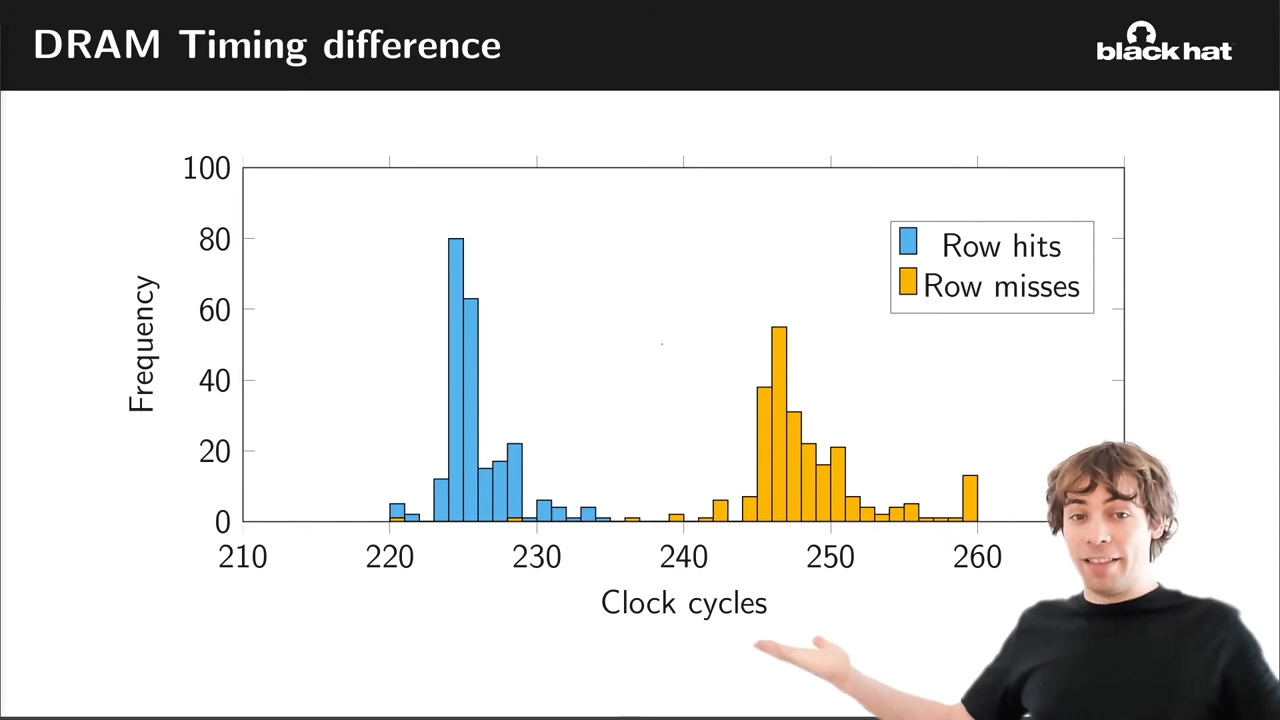 DRAM Timing difference
black hat
100
80
60
40
20
0
Frequency
Row hits
Row misses
210 220 230 240 250 260
Clock cycles